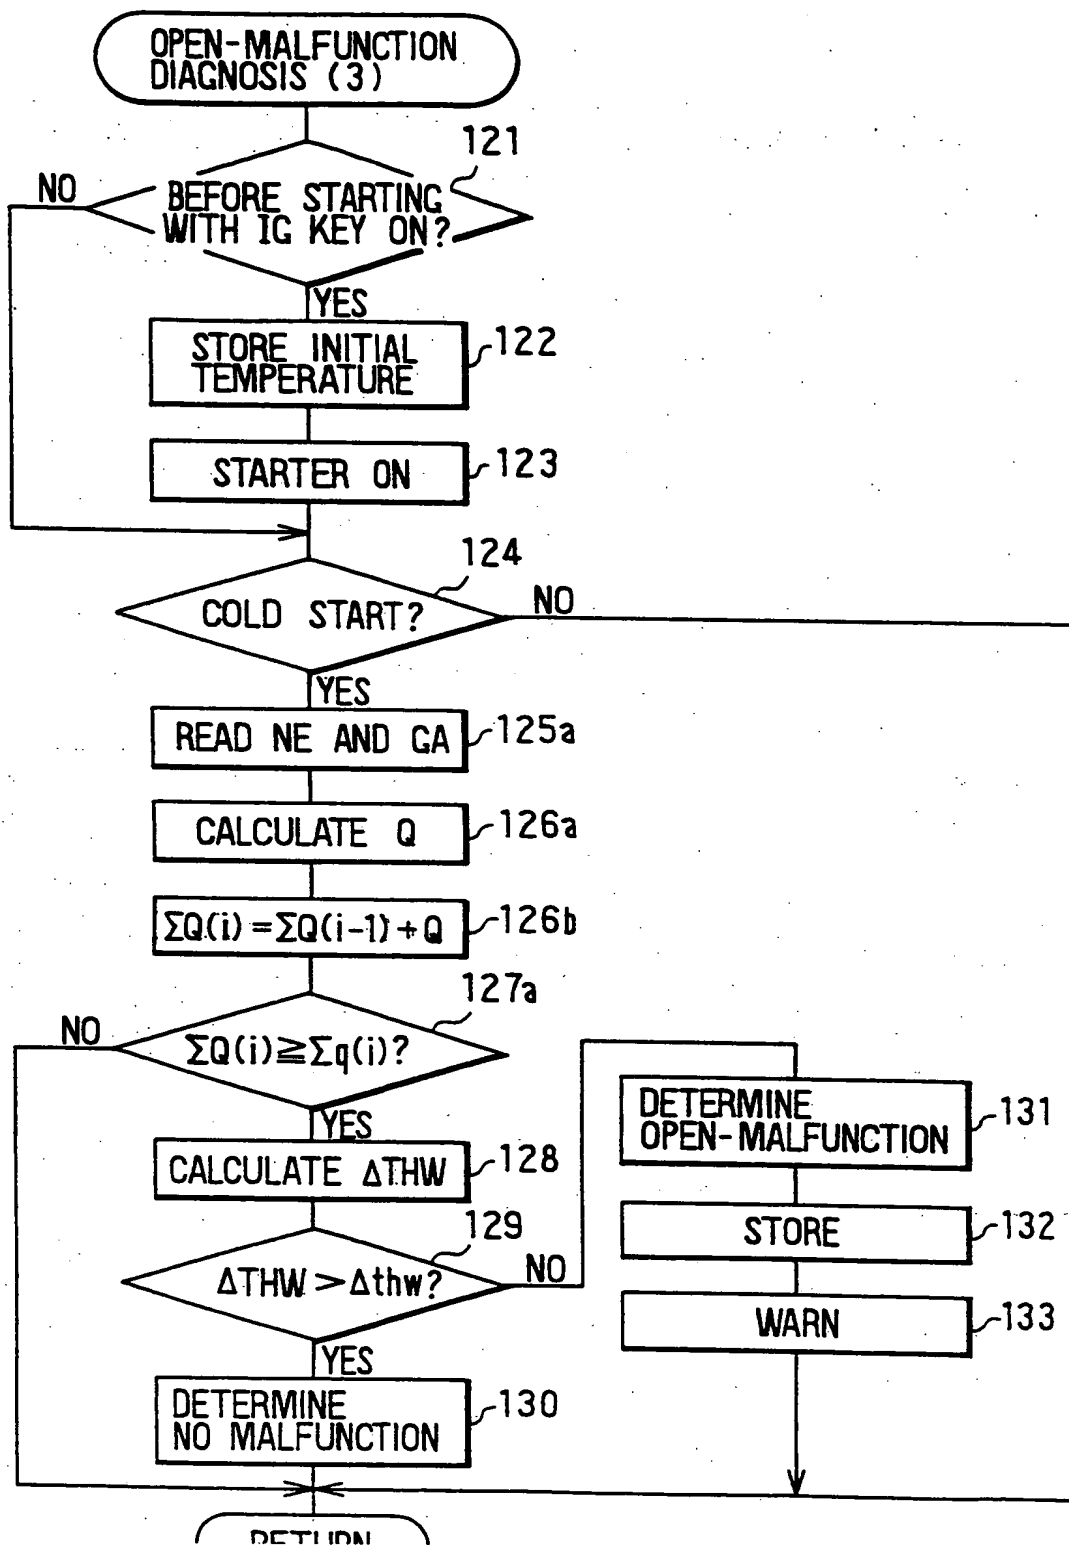 OPEN-MALFUNCTION
DIAGNOSIS (3)
121
NO
BEFORE STARTING
WITH IG KEY ON?
YES
STORE INITIAL
TEMPERATURE
122
STARTER ON
123
124
COLD START?
NO
YES
READ NE AND GA
125a
CALCULATE Q
126a
ΣQ(i)=ΣQ(i-1)+Q
126b
127a
NO
ΣQ(i)≧Σq(i)?
YES
CALCULATE ΔTHW
128
129
ΔTHW>Δthw?
NO
YES
DETERMINE
NO MALFUNCTION
130
DETERMINE
OPEN-MALFUNCTION
131
STORE
132
WARN
133
RETURN